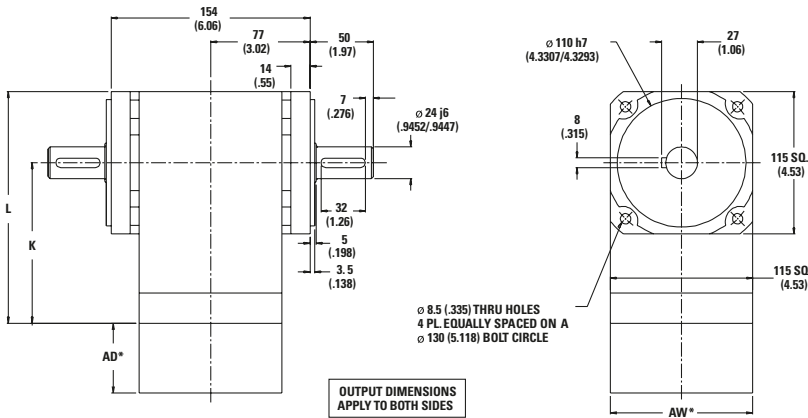 154
(6.06)
77
(3.02)
50
(1.97)
14
(.55)
7
(.276)
ø 24 j6
(.9452/.9447)
L
K
32
(1.26)
5
(.198)
3.5
(.138)
AD*
OUTPUT DIMENSIONS
APPLY TO BOTH SIDES
ø 110 h7
(4.3307/4.3293)
27
(1.06)
8
(.315)
115 SQ.
(4.53)
115 SQ
(4.53)
ø 8.5 (.335) THRU HOLES
4 PL. EQUALLY SPACED ON A
ø 130 (5.118) BOLT CIRCLE
AW*